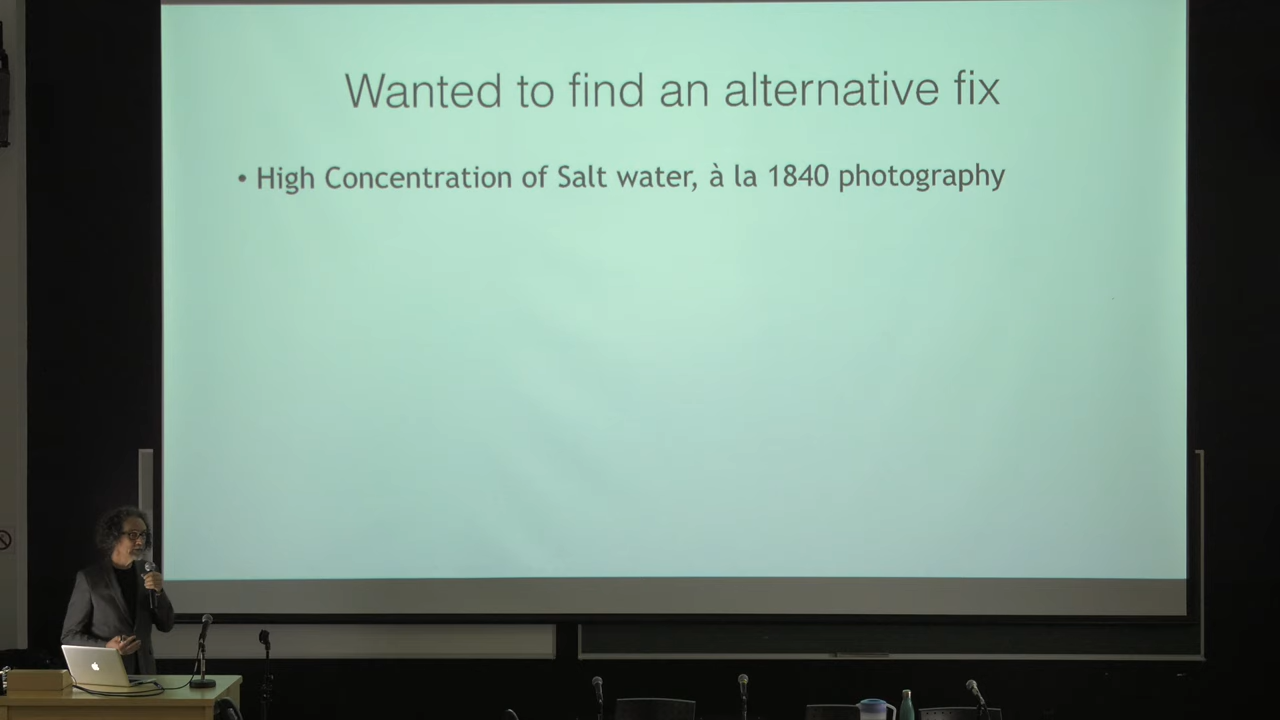 Wanted to find an alternative fix
• High Concentration of Salt water, à la 1840 photography